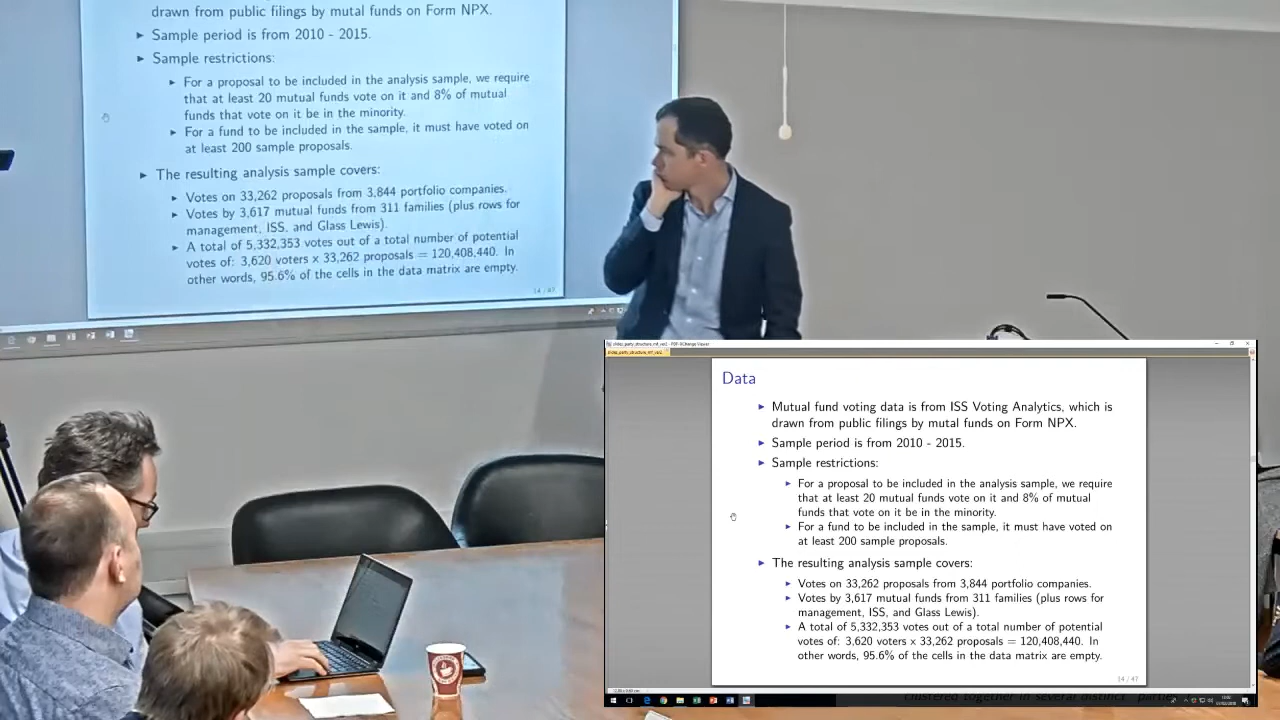 drawn from public filings by mutal funds on Form NPX.
Sample period is from 2010 - 2015.
Sample restrictions:
For a proposal to be included in the analysis sample, we require
that at least 20 mutual funds vote on it and 8% of mutual
funds that vote on it be in the minority.
For a fund to be included in the sample, it must have voted on
at least 200 sample proposals.
The resulting analysis sample covers:
Votes on 33,262 proposals from 3,844 portfolio companies.
Votes by 3,617 mutual funds from 311 families (plus rows for
management, ISS, and Glass Lewis).
A total of 5,332,353 votes out of a total number of potential
votes of: 3,620 voters x 33,262 proposals = 120,408,440. In
other words, 95.6% of the cells in the data matrix are empty.
14 / 47
Data
Mutual fund voting data is from ISS Voting Analytics, which is
drawn from public filings by mutal funds on Form NPX.
Sample period is from 2010 - 2015.
Sample restrictions:
For a proposal to be included in the analysis sample, we require
that at least 20 mutual funds vote on it and 8% of mutual
funds that vote on it be in the minority.
For a fund to be included in the sample, it must have voted on
at least 200 sample proposals.
The resulting analysis sample covers:
Votes on 33,262 proposals from 3,844 portfolio companies.
Votes by 3,617 mutual funds from 311 families (plus rows for
management, ISS, and Glass Lewis).
A total of 5,332,353 votes out of a total number of potential
votes of: 3,620 voters x 33,262 proposals = 120,408,440. In
other words, 95.6% of the cells in the data matrix are empty.
14 / 47
clustered together in several distinct